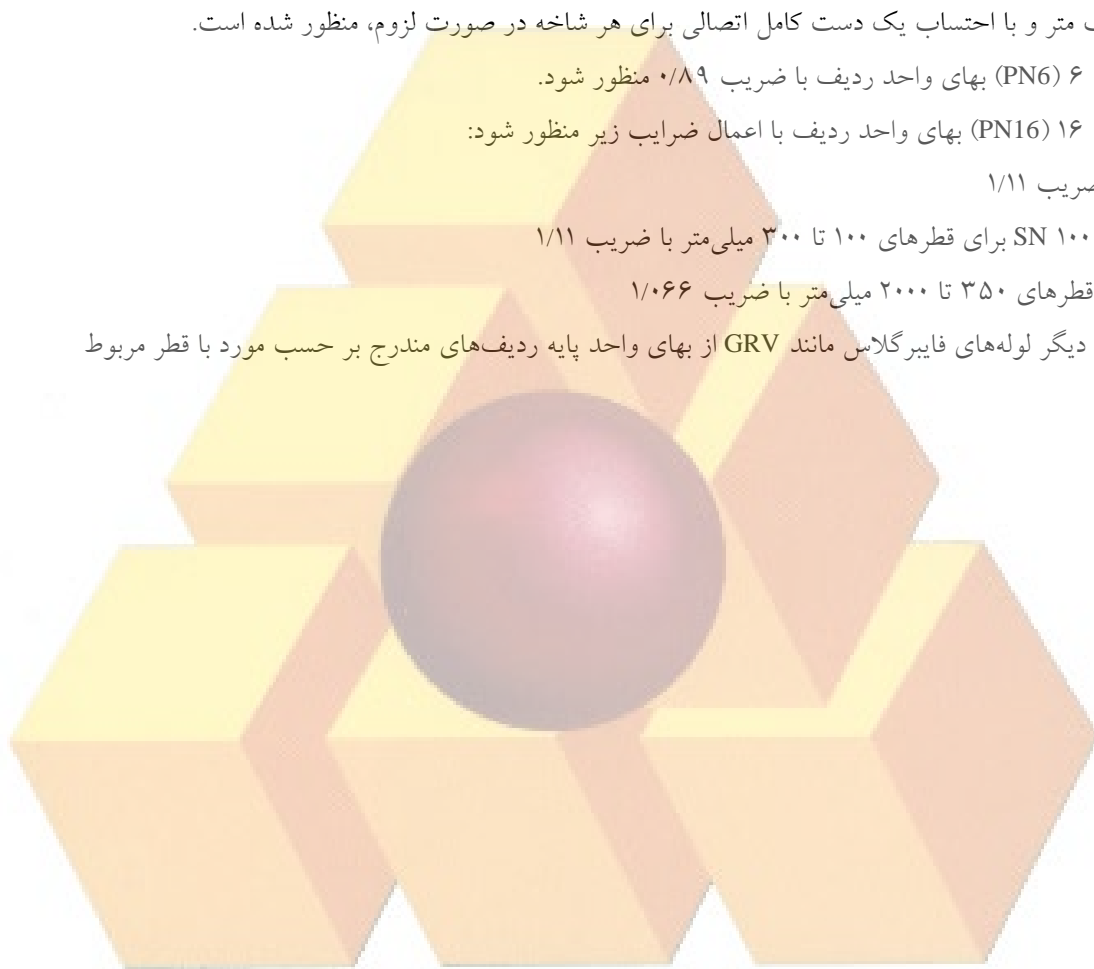 متر و با احتساب یک دست کامل اتصالی برای هر شاخه در صورت لزوم، منظور شده است.
۶ (PN6) بهای واحد ردیف با ضریب ۰/۸۹ منظور شود.
۱۶ (PN16) بهای واحد ردیف با اعمال ضرایب زیر منظور شود:
ضریب ۱/۱۱
SN ۱۰۰ برای قطرهای ۱۰۰ تا ۳۰۰ میلی‌متر با ضریب ۱/۱۱
قطرهای ۳۵۰ تا ۲۰۰۰ میلی‌متر با ضریب ۱/۰۶۶
دیگر لوله‌های فایبرگلاس مانند GRV از بهای واحد پایه ردیف‌های مندرج بر حسب مورد با قطر مربوط